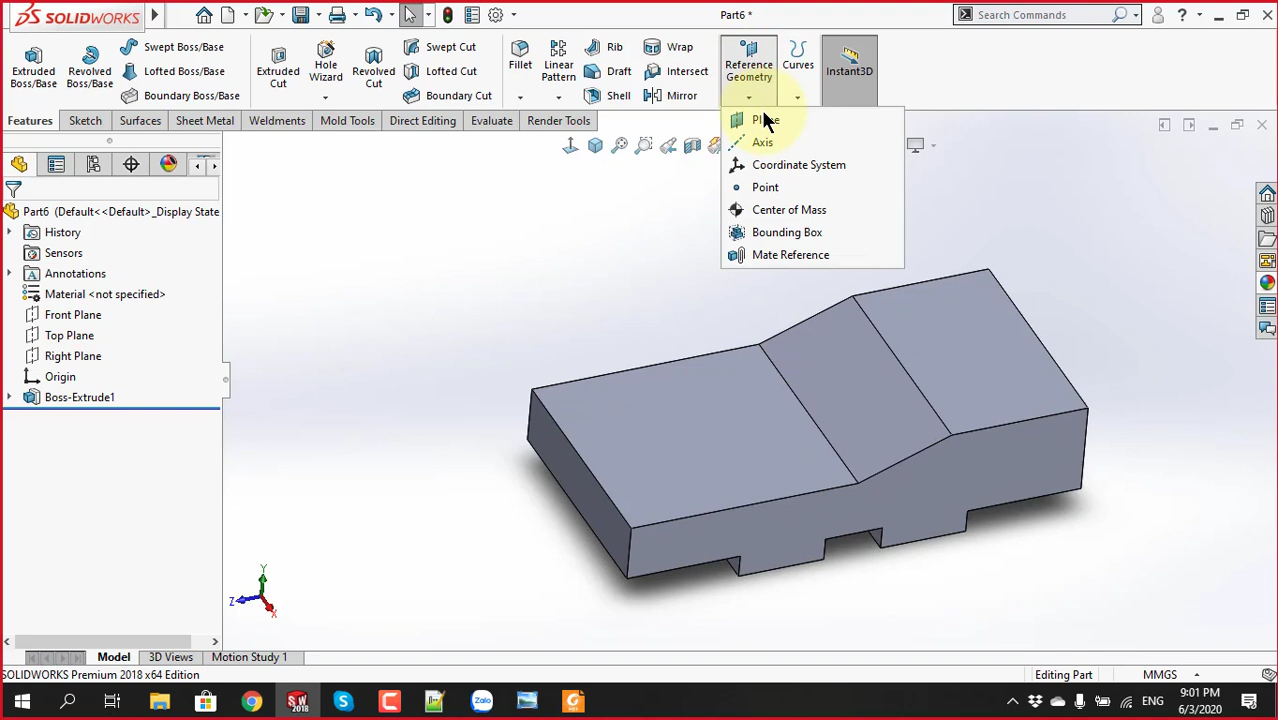 SOLIDWORKS
Part6 *
Search Commands
?
Extruded Boss/Base
Revolved Boss/Base
Swept Boss/Base
Lofted Boss/Base
Boundary Boss/Base
Extruded Cut
Hole Wizard
Revolved Cut
Swept Cut
Lofted Cut
Boundary Cut
Fillet
Linear Pattern
Rib
Draft
Shell
Wrap
Intersect
Mirror
Reference Geometry
Curves
Instant3D
Features
Sketch
Surfaces
Sheet Metal
Weldments
Mold Tools
Direct Editing
Evaluate
Render Tools
Plane
Axis
Coordinate System
Point
Center of Mass
Bounding Box
Mate Reference
Part6 (Default<<Default>_Display State
History
Sensors
Annotations
Material <not specified>
Front Plane
Top Plane
Right Plane
Origin
Boss-Extrude1
Y
Z
X
Model
3D Views
Motion Study 1
SOLIDWORKS Premium 2018 x64 Edition
Editing Part
MMGS
SW
2018
Zalo
ENG
9:01 PM
6/3/2020